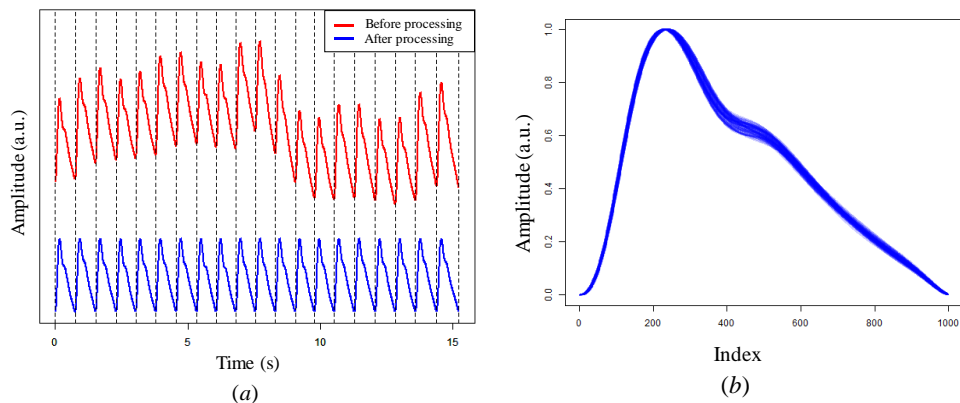 Before processing
After processing
Amplitude (a.u.)
0
5
10
15
Time (s)
(a)
Amplitude (a.u.)
1.0
0.8
0.6
0.4
0.2
0.0
0
200
400
600
800
1000
Index
(b)